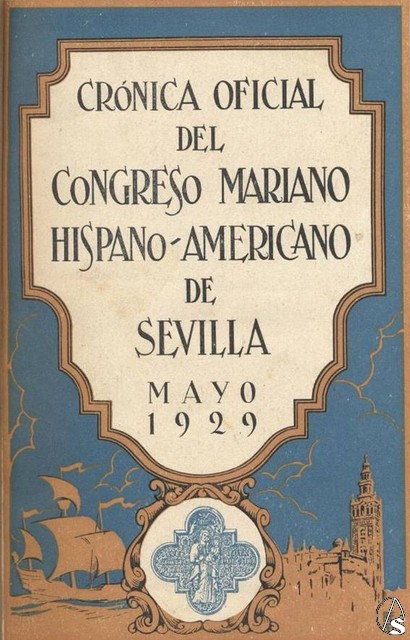 CRÓNICA OFICIAL
DEL
CONGRESO MARIANO
HISPANO-AMERICANO
DE
SEVILLA
MAYO
1929